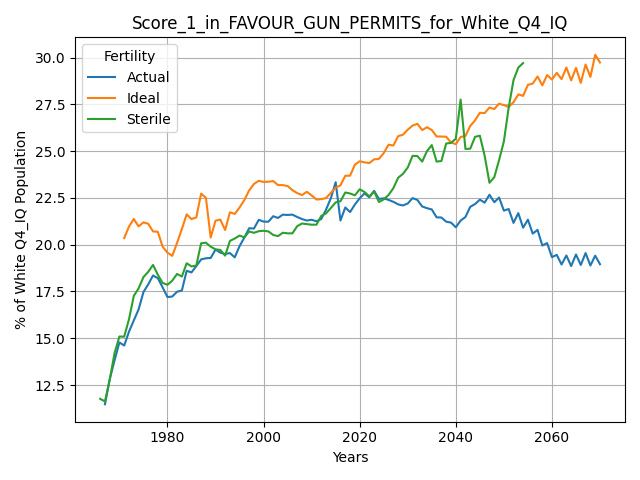 Score_1_in_FAVOUR_GUN_PERMITS_for_White_Q4_IQ
Fertility
Actual
Ideal
Sterile
% of White Q4_IQ Population
30.0
27.5
25.0
22.5
20.0
17.5
15.0
12.5
1980
2000
2020
2040
2060
Years